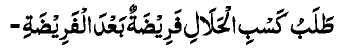 طَلَبُ كَسْبِ الْحَلَالِ فَرِيْضَةٌ بَعْدَ الْفَرِيْضَةِ -